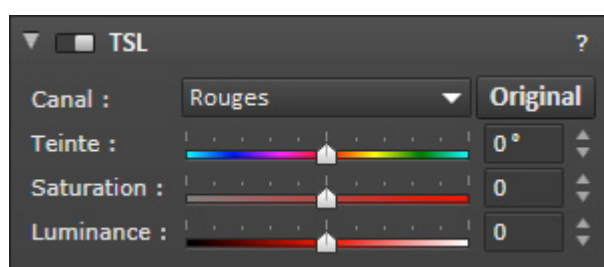 TSL ?
Canal : Rouges Original
Teinte : 0°
Saturation : 0
Luminance : 0